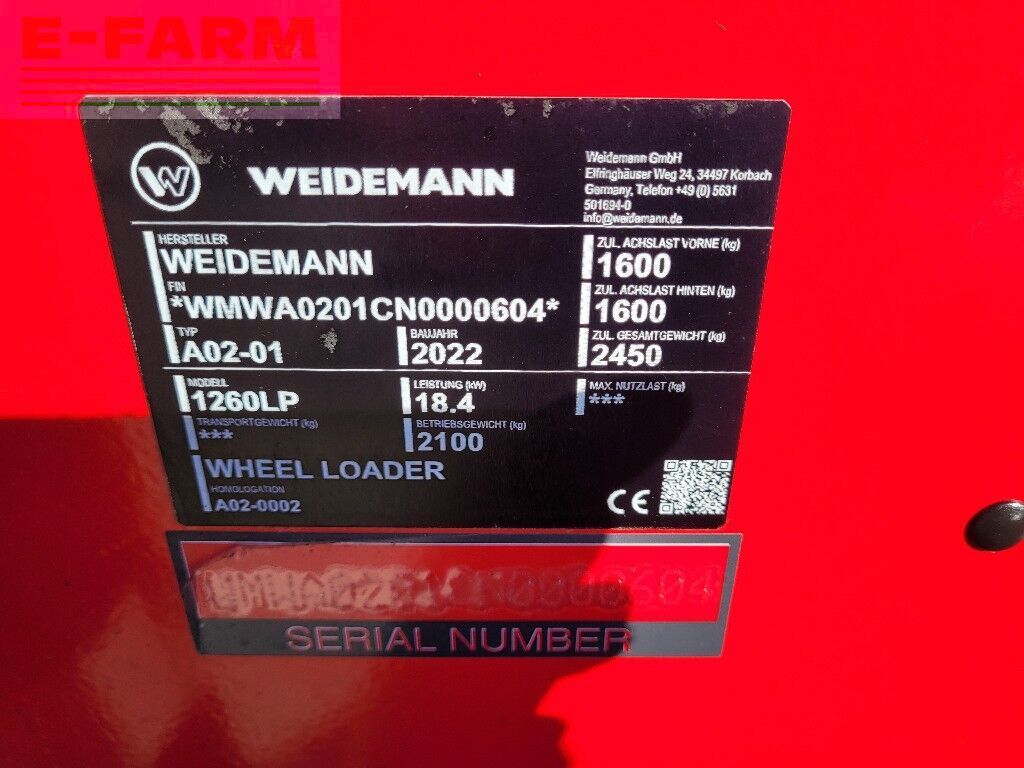 E-FARM
W WEIDEMANN
Weidemann GmbH
Elfringhäuser Weg 24, 34497 Korbach
Germany, Telefon +49 (0) 5631
501694-0
info@weidemann.de
HERSTELLER
WEIDEMANN
ZUL. ACHSLAST VORNE (kg)
1600
FIN
*WMWA0201CN0000604*
ZUL. ACHSLAST HINTEN (kg)
1600
TYP
A02-01
BAUJAHR
2022
ZUL. GESAMTGEWICHT (kg)
2450
MODELL
1260LP
LEISTUNG (kW)
18.4
MAX. NUTZLAST (kg)
***
TRANSPORTGEWICHT (kg)
***
BETRIEBSGEWICHT (kg)
2100
WHEEL LOADER
HOMOLOGATION
A02-0002
CE
SERIAL NUMBER